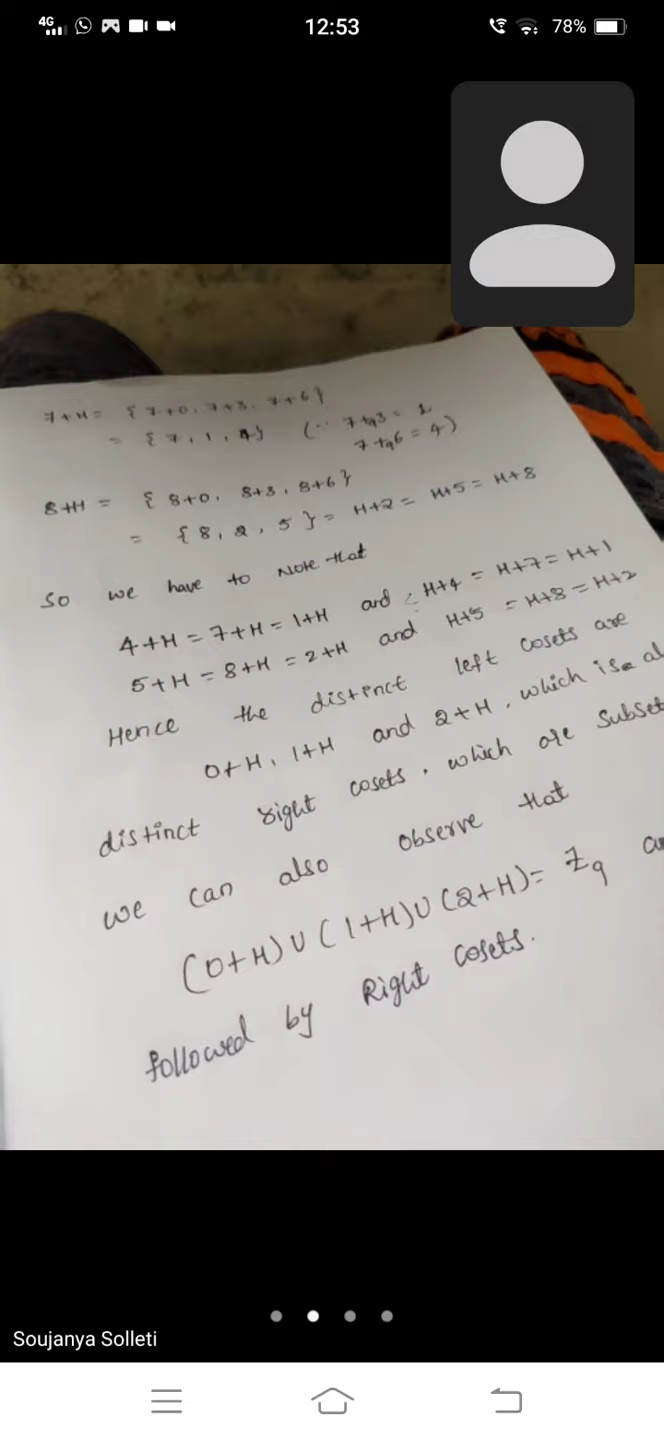 4G 12:53 78%
7+H = {7+0, 7+3, 7+6}
= {7, 1, 4} (∵ 7+₉3 = 1
7+₉6 = 4)
8+H = {8+0, 8+3, 8+6}
= {8, 2, 5} = H+2 = H+5 = H+8
So we have to Note that
4+H = 7+H = 1+H and H+4 = H+7 = H+1
5+H = 8+H = 2+H and H+5 = H+8 = H+2
Hence the distinct left cosets are
0+H, 1+H and 2+H, which is al
distinct right cosets, which are subset
we can also observe that
(0+H) ∪ (1+H) ∪ (2+H) = Z₉
followed by Right cosets.
Soujanya Solleti